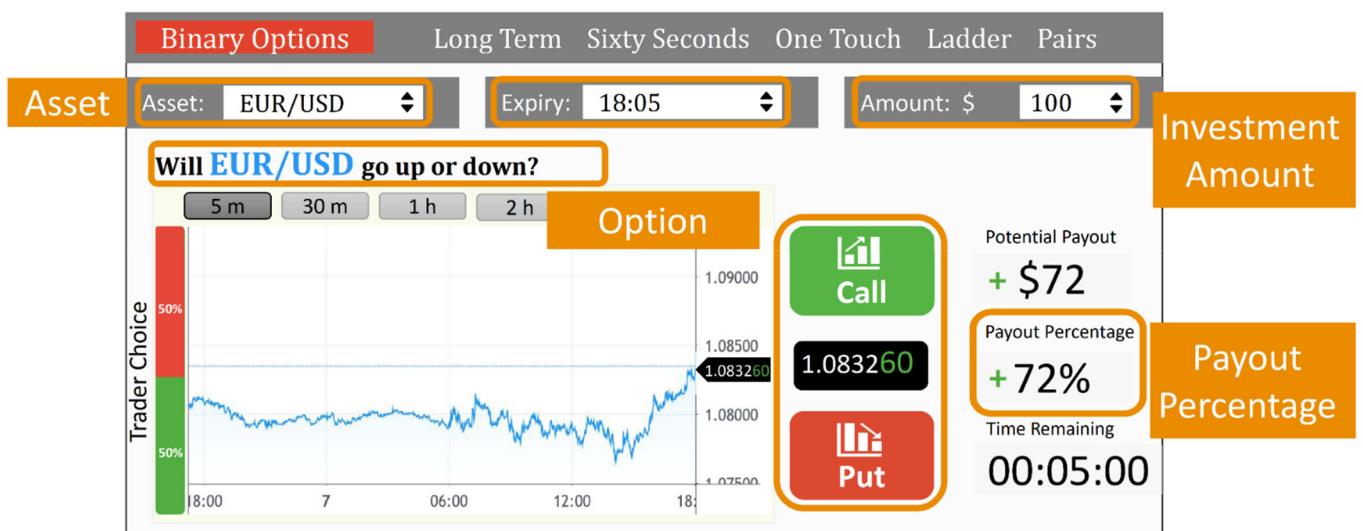 Binary Options Long Term Sixty Seconds One Touch Ladder Pairs
Asset
Asset: EUR/USD
Expiry: 18:05
Amount: $ 100
Investment
Amount
Will EUR/USD go up or down?
5 m 30 m 1 h 2 h
Option
Trader Choice
50%
50%
1.09000
1.08500
1.083260
1.08000
1.07500
18:00 7 06:00 12:00 18:
Call
1.083260
Put
Potential Payout
+ $72
Payout Percentage
+72%
Payout
Percentage
Time Remaining
00:05:00